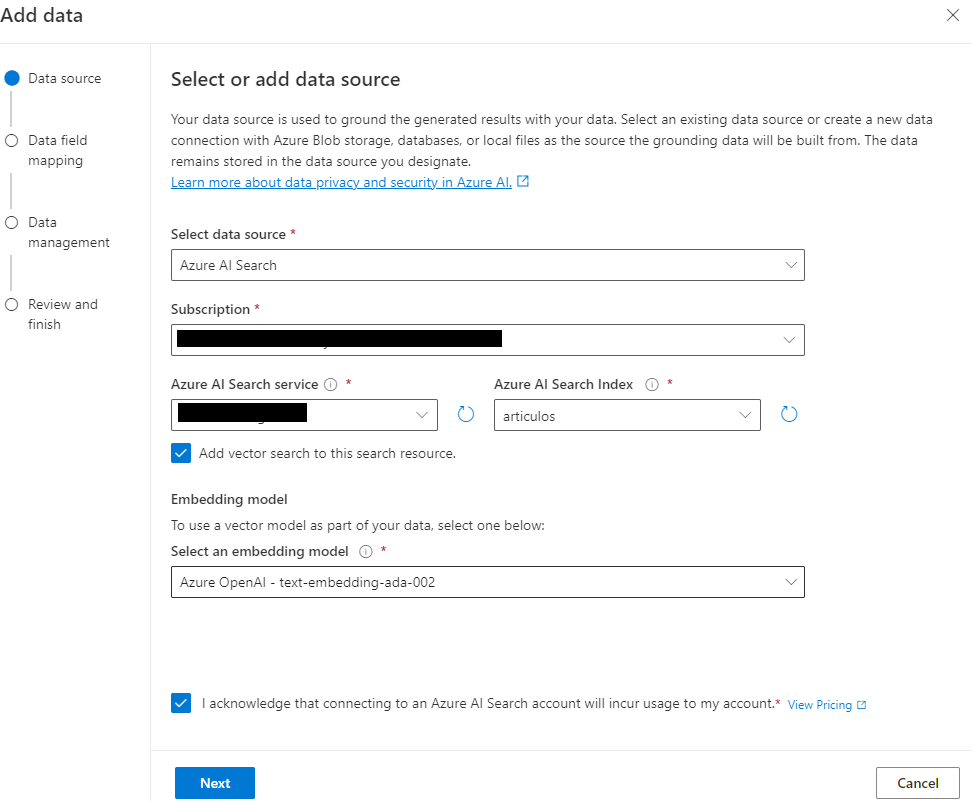 Add data
Data source
Data field
mapping
Data
management
Review and
finish
Select or add data source
Your data source is used to ground the generated results with your data. Select an existing data source or create a new data
connection with Azure Blob storage, databases, or local files as the source the grounding data will be built from. The data
remains stored in the data source you designate.
Learn more about data privacy and security in Azure AI.
Select data source *
Azure AI Search
Subscription *
Azure AI Search service *
Azure AI Search Index *
articulos
Add vector search to this search resource.
Embedding model
To use a vector model as part of your data, select one below:
Select an embedding model *
Azure OpenAI - text-embedding-ada-002
I acknowledge that connecting to an Azure AI Search account will incur usage to my account.* View Pricing
Next
Cancel